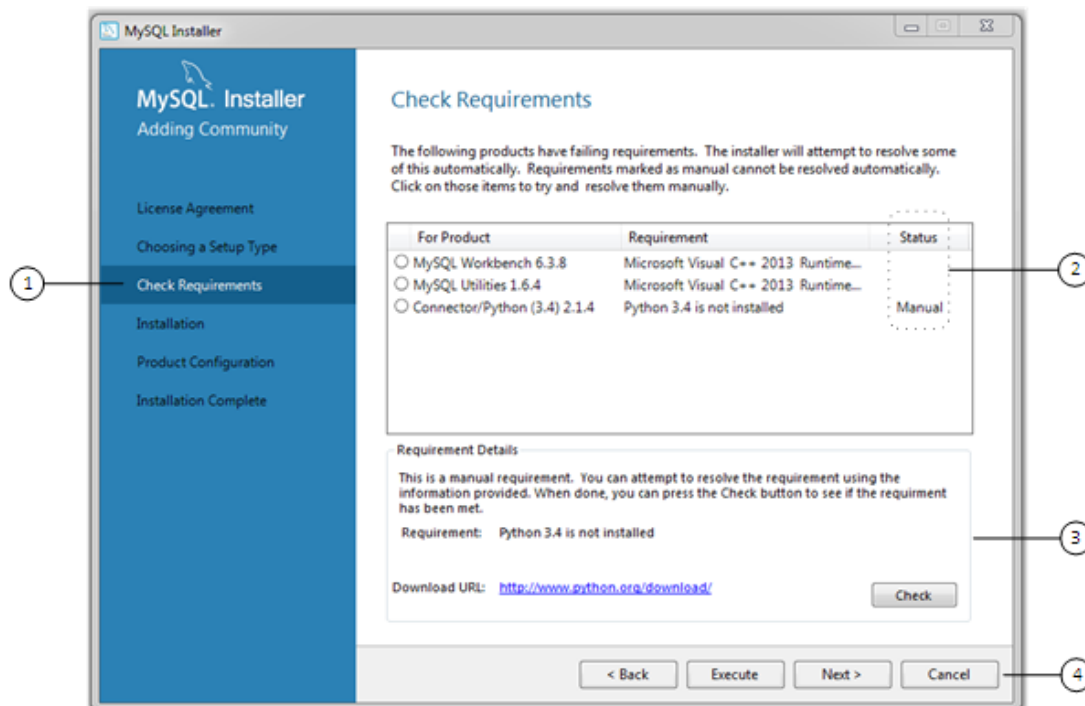 MySQL Installer
MySQL. Installer
Adding Community
License Agreement
Choosing a Setup Type
Check Requirements
Installation
Product Configuration
Installation Complete
Check Requirements
The following products have failing requirements. The installer will attempt to resolve some
of this automatically. Requirements marked as manual cannot be resolved automatically.
Click on those items to try and resolve them manually.
For Product Requirement Status
MySQL Workbench 6.3.8 Microsoft Visual C++ 2013 Runtime...
MySQL Utilities 1.6.4 Microsoft Visual C++ 2013 Runtime...
Connector/Python (3.4) 2.1.4 Python 3.4 is not installed Manual
Requirement Details
This is a manual requirement. You can attempt to resolve the requirement using the
information provided. When done, you can press the Check button to see if the requirment
has been met.
Requirement: Python 3.4 is not installed
Download URL: http://www.python.org/download/
Check
< Back Execute Next > Cancel
1
2
3
4